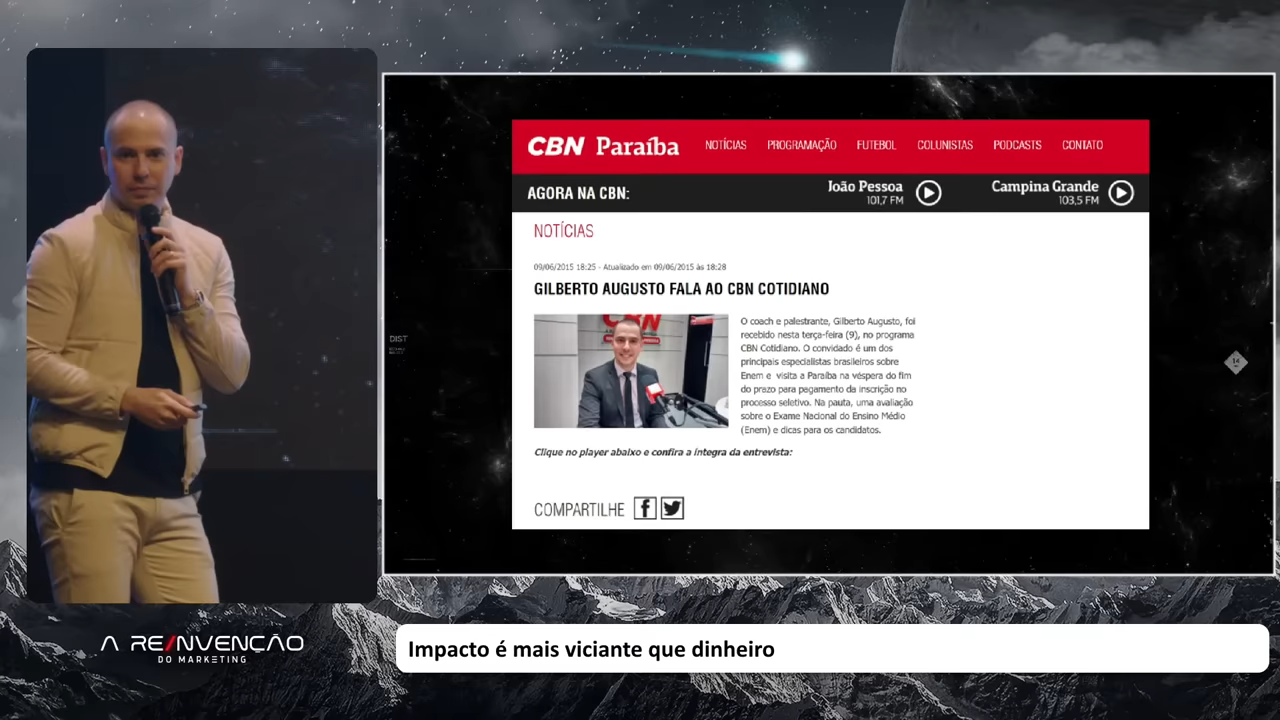 CBN Paraíba
NOTÍCIAS
PROGRAMAÇÃO
FUTEBOL
COLUNISTAS
PODCASTS
CONTATO
AGORA NA CBN:
João Pessoa
101,7 FM
Campina Grande
103,5 FM
NOTÍCIAS
09/06/2015 18:25 - Atualizado em 09/06/2015 às 18:28
GILBERTO AUGUSTO FALA AO CBN COTIDIANO
CBN
O coach e palestrante, Gilberto Augusto, foi
recebido nesta terça-feira (9), no programa
CBN Cotidiano. O convidado é um dos
principais especialistas brasileiros sobre
Enem e visita a Paraíba na véspera do fim
do prazo para pagamento da inscrição no
processo seletivo. Na pauta, uma avaliação
sobre o Exame Nacional do Ensino Médio
(Enem) e dicas para os candidatos.
Clique no player abaixo e confira a íntegra da entrevista:
COMPARTILHE
DIST
14
A RE/NVENÇÃO
DO MARKETING
Impacto é mais viciante que dinheiro